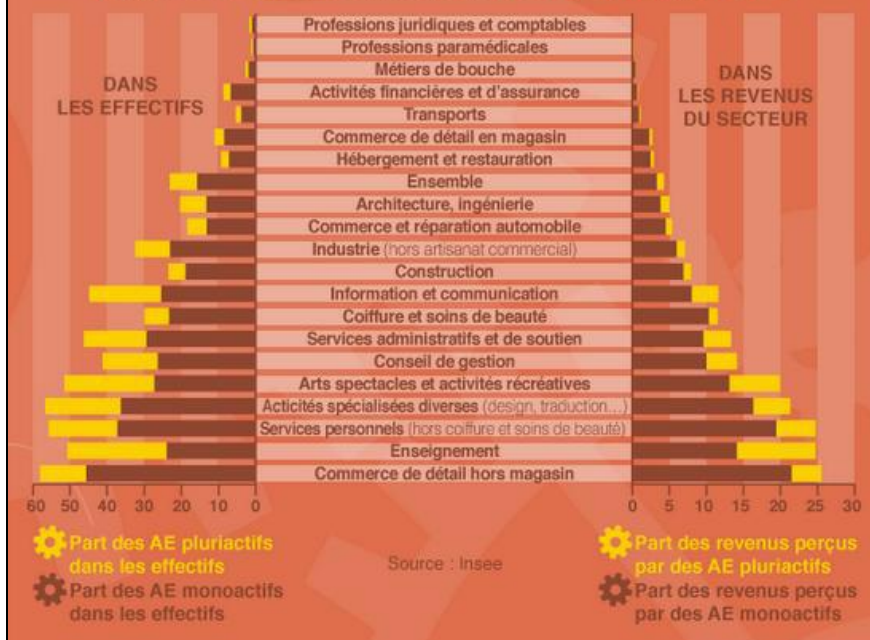 DANS
LES EFFECTIFS
Professions juridiques et comptables
Professions paramédicales
Métiers de bouche
Activités financières et d'assurance
Transports
Commerce de détail en magasin
Hébergement et restauration
Ensemble
Architecture, ingénierie
Commerce et réparation automobile
Industrie (hors artisanat commercial)
Construction
Information et communication
Coiffure et soins de beauté
Services administratifs et de soutien
Conseil de gestion
Arts spectacles et activités récréatives
Acticités spécialisées diverses (design, traduction...)
Services personnels (hors coiffure et soins de beauté)
Enseignement
Commerce de détail hors magasin
DANS
LES REVENUS
DU SECTEUR
60 50 40 30 20 10 0
0 5 10 15 20 25 30
Part des AE pluriactifs
dans les effectifs
Part des AE monoactifs
dans les effectifs
Source : Insee
Part des revenus perçus
par des AE pluriactifs
Part des revenus perçus
par des AE monoactifs